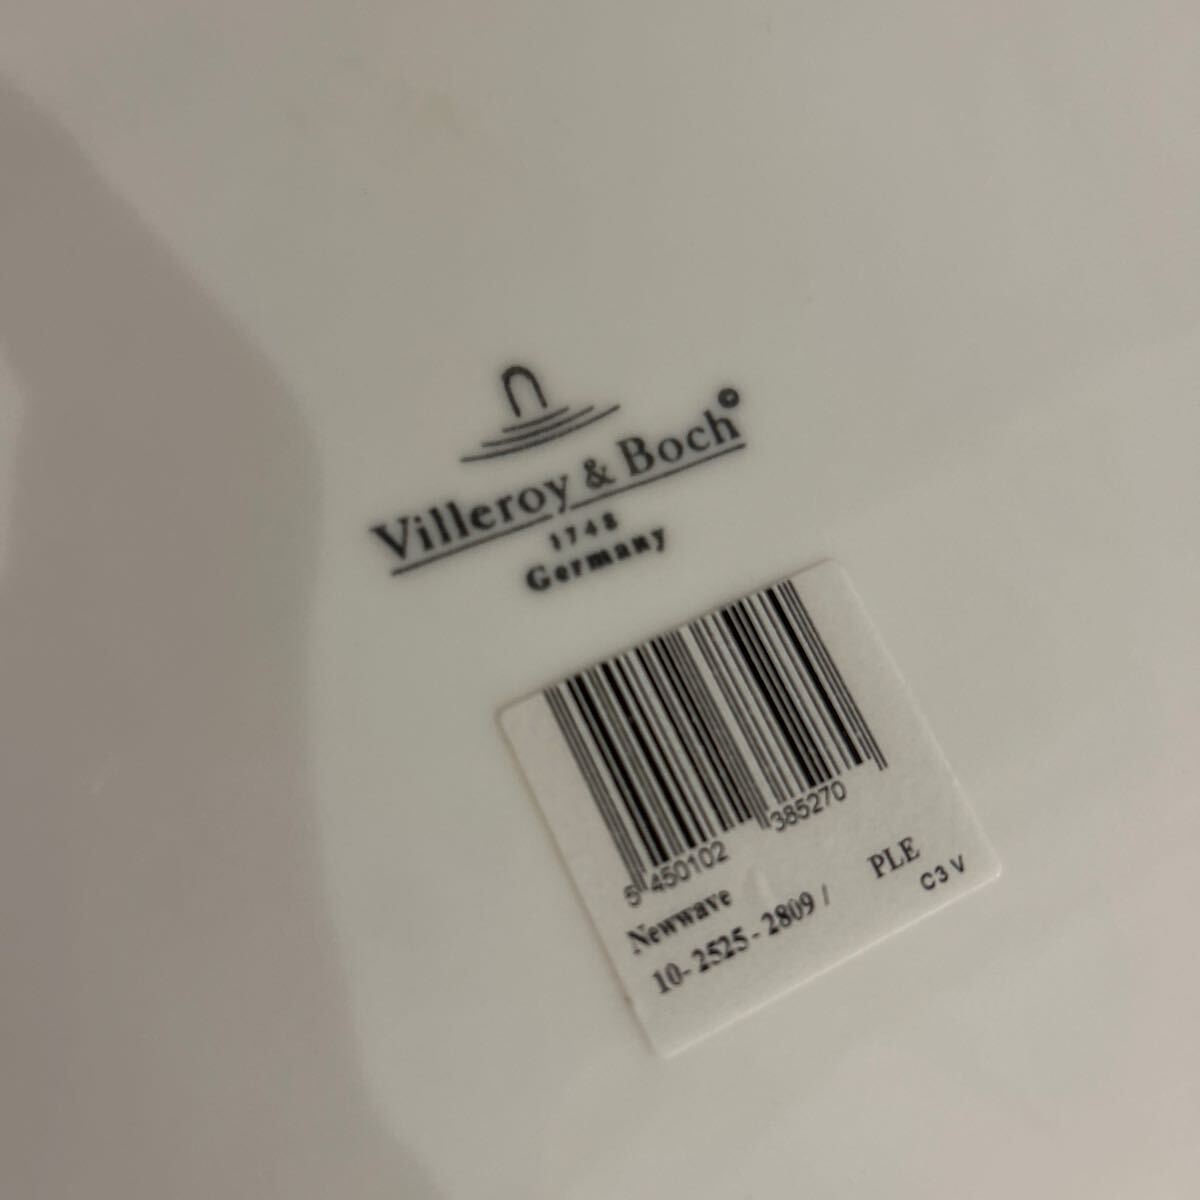 Villeroy & Boch©
1748
Germany
5 450102 385270
Newwave PLE
10-2525-2809 / C3 V